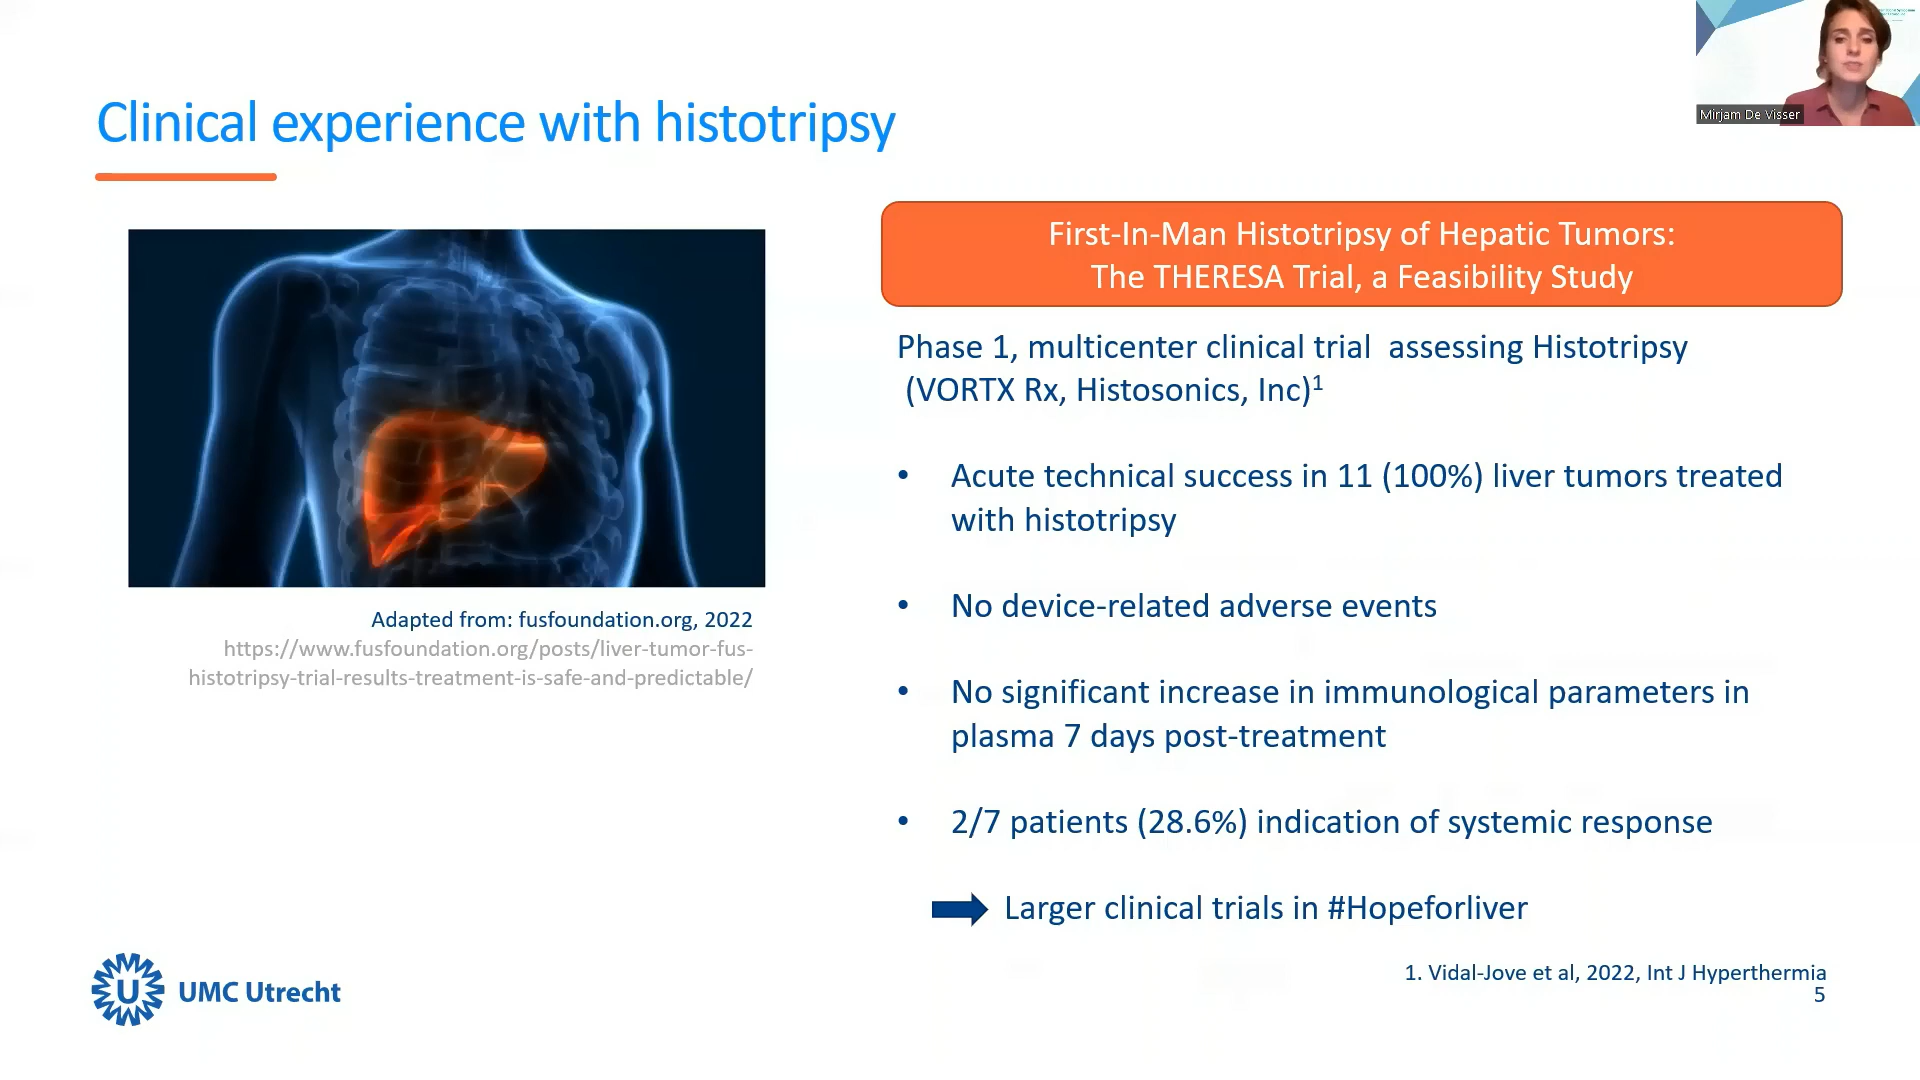 Mirjam De Visser
Clinical experience with histotripsy
First-In-Man Histotripsy of Hepatic Tumors:
The THERESA Trial, a Feasibility Study
Phase 1, multicenter clinical trial assessing Histotripsy
(VORTX Rx, Histosonics, Inc)¹
• Acute technical success in 11 (100%) liver tumors treated
with histotripsy
• No device-related adverse events
• No significant increase in immunological parameters in
plasma 7 days post-treatment
• 2/7 patients (28.6%) indication of systemic response
Larger clinical trials in #Hopeforliver
Adapted from: fusfoundation.org, 2022
https://www.fusfoundation.org/posts/liver-tumor-fus-
histotripsy-trial-results-treatment-is-safe-and-predictable/
1. Vidal-Jove et al, 2022, Int J Hyperthermia
5
U UMC Utrecht